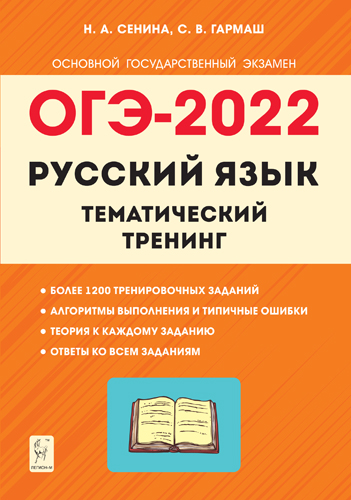 Н. А. СЕНИНА, С. В. ГАРМАШ
ОСНОВНОЙ ГОСУДАРСТВЕННЫЙ ЭКЗАМЕН
ОГЭ-2022
РУССКИЙ ЯЗЫК
ТЕМАТИЧЕСКИЙ
ТРЕНИНГ
• БОЛЕЕ 1200 ТРЕНИРОВОЧНЫХ ЗАДАНИЙ
• АЛГОРИТМЫ ВЫПОЛНЕНИЯ И ТИПИЧНЫЕ ОШИБКИ
• ТЕОРИЯ К КАЖДОМУ ЗАДАНИЮ
• ОТВЕТЫ КО ВСЕМ ЗАДАНИЯМ
ЛЕГИОН-М